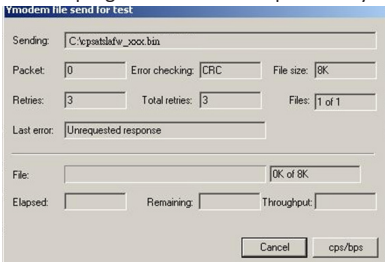 Ymodem file send for test
Sending: C:\cpsatslafw_xxx.bin
Packet: 0 Error checking: CRC File size: 8K
Retries: 3 Total retries: 3 Files: 1 of 1
Last error: Unrequested response
File: 0K of 8K
Elapsed: Remaining: Throughput:
Cancel cps/bps